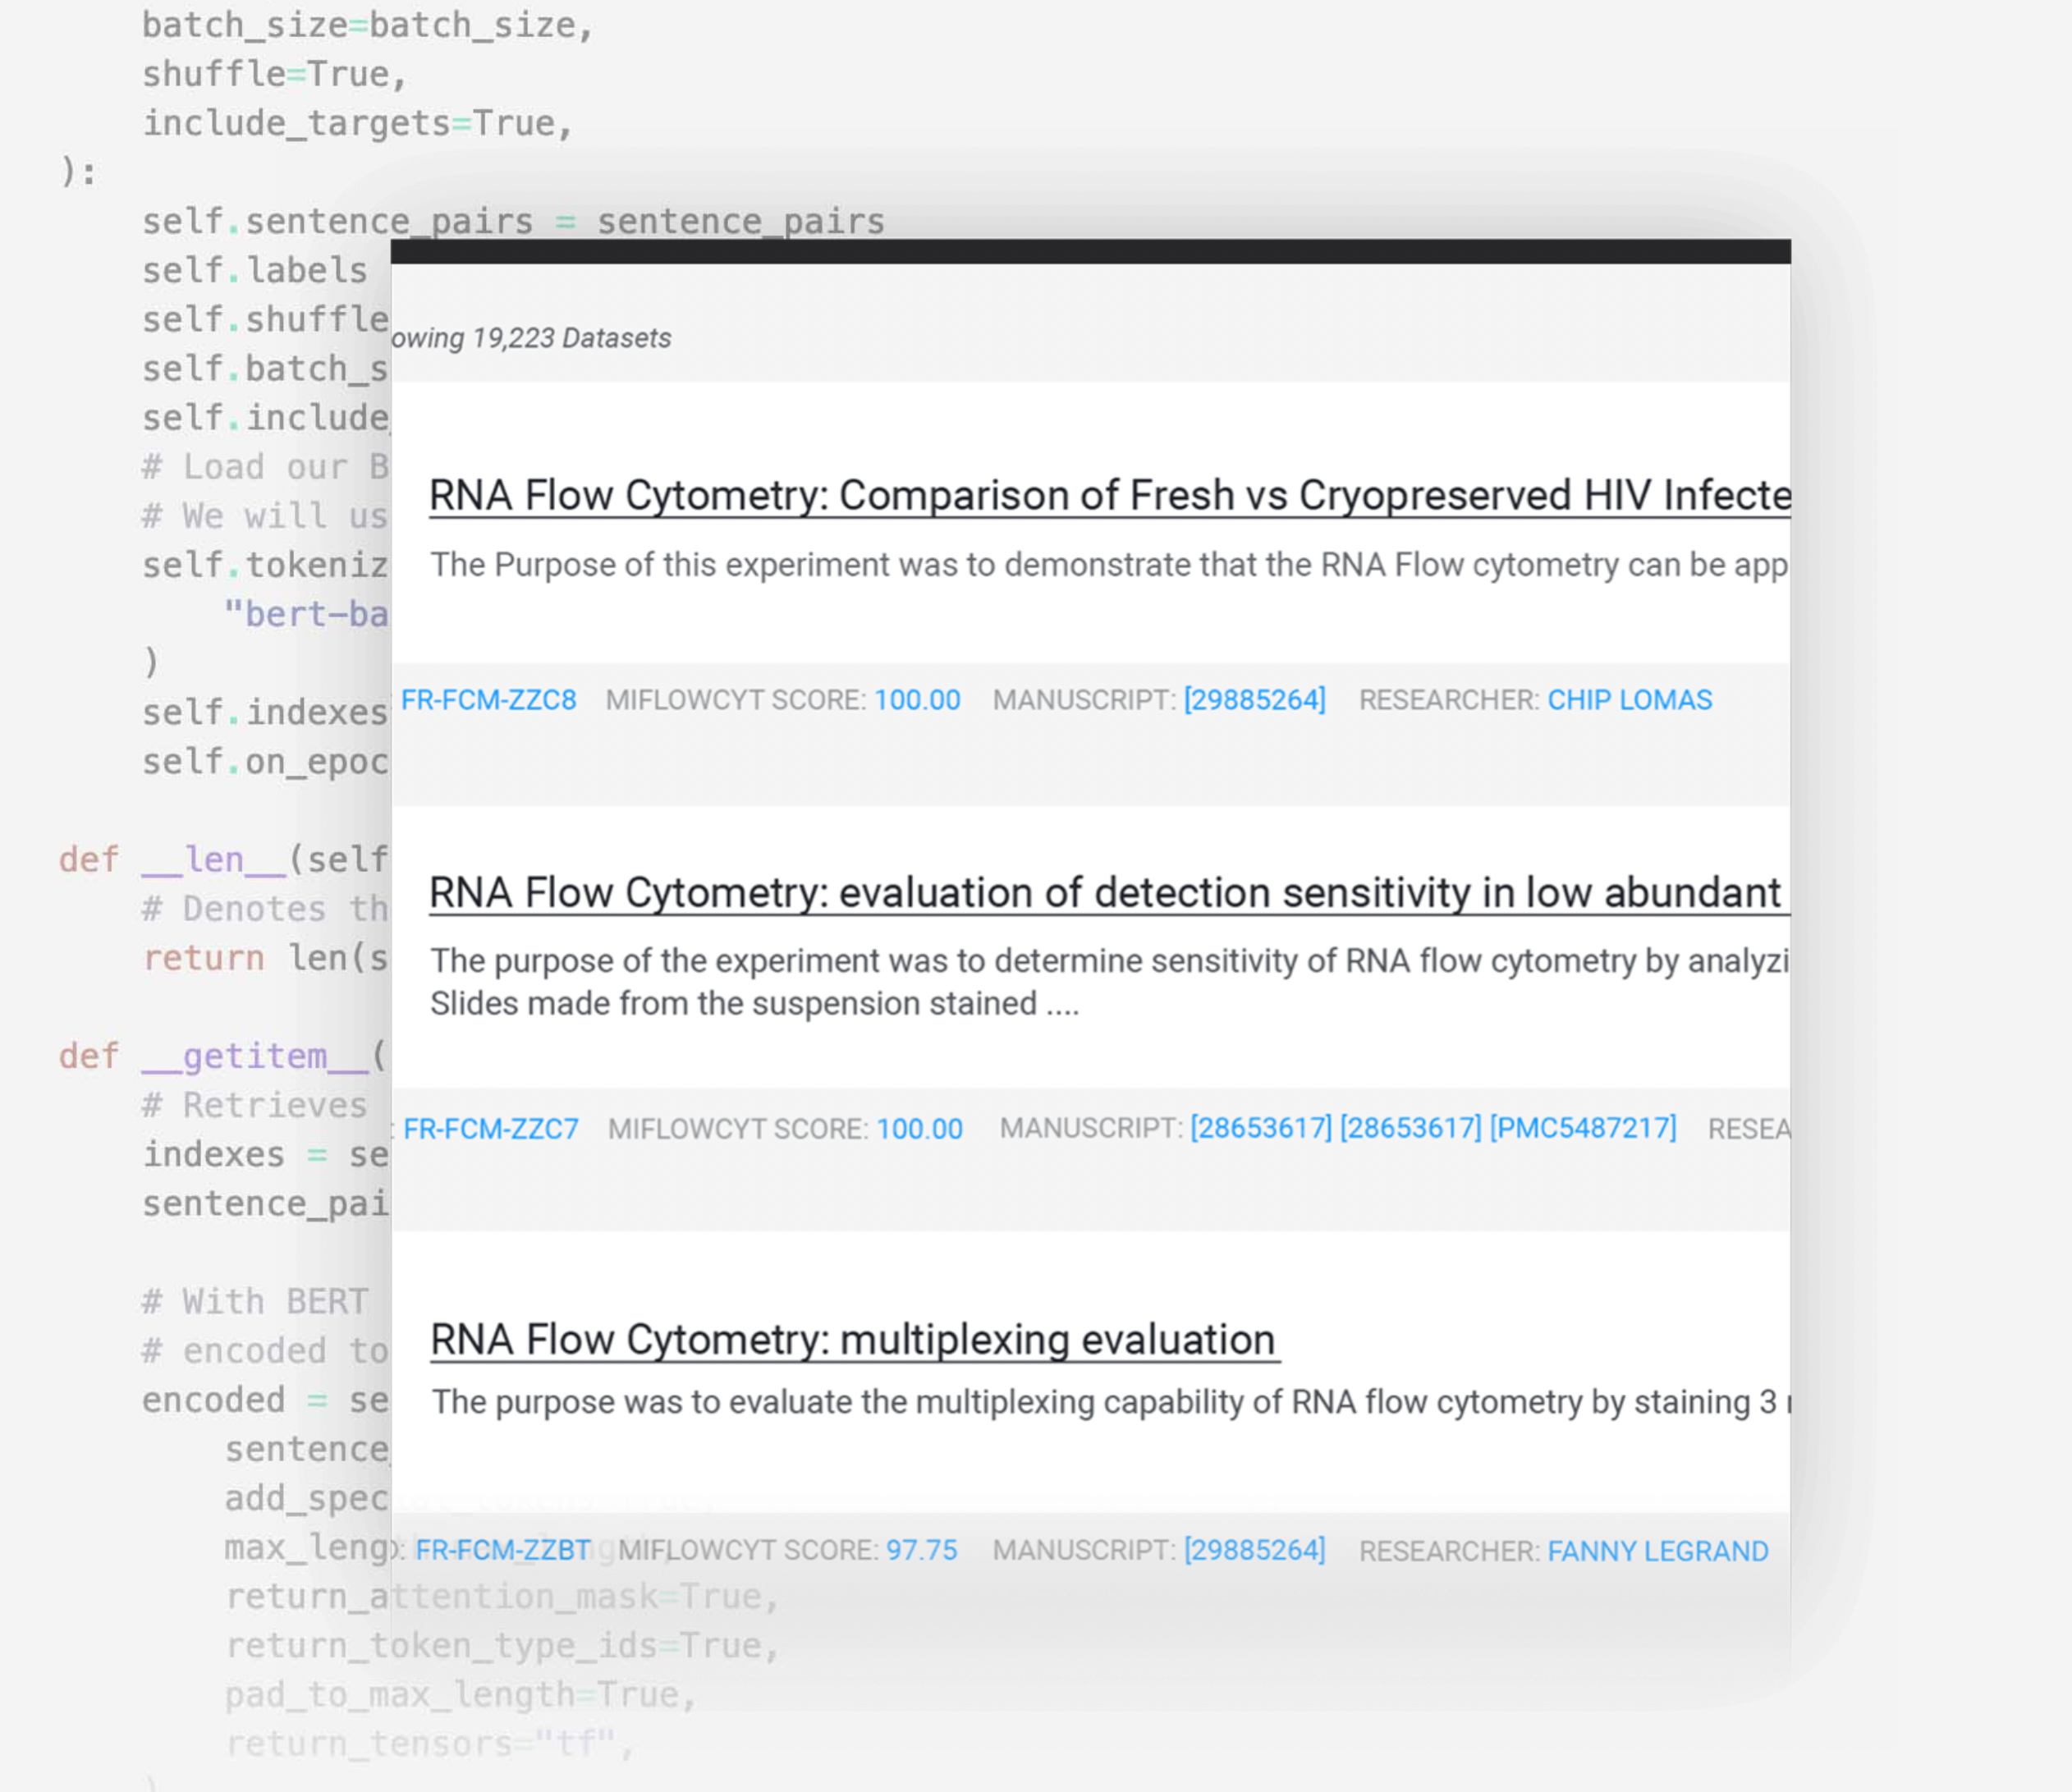 batch_size=batch_size,
shuffle=True,
include_targets=True,
):
self.sentence_pairs = sentence_pairs
self.labels
self.shuffle
self.batch_s
self.include_
# Load our B
# We will us
self.tokeniz
"bert-ba
)
self.indexes
self.on_epoc
def __len__(self
# Denotes th
return len(s
def __getitem__(
# Retrieves
indexes = se
sentence_pai
# With BERT
# encoded to
encoded = se
sentence_
add_spec
max_leng
return_attention_mask=True,
return_token_type_ids=True,
pad_to_max_length=True,
return_tensors="tf",
)
owing 19,223 Datasets
RNA Flow Cytometry: Comparison of Fresh vs Cryopreserved HIV Infecte
The Purpose of this experiment was to demonstrate that the RNA Flow cytometry can be app
FR-FCM-ZZC8 MIFLOWCYT SCORE: 100.00 MANUSCRIPT: [29885264] RESEARCHER: CHIP LOMAS
RNA Flow Cytometry: evaluation of detection sensitivity in low abundant
The purpose of the experiment was to determine sensitivity of RNA flow cytometry by analyzi
Slides made from the suspension stained ....
: FR-FCM-ZZC7 MIFLOWCYT SCORE: 100.00 MANUSCRIPT: [28653617] [28653617] [PMC5487217] RESEA
RNA Flow Cytometry: multiplexing evaluation
The purpose was to evaluate the multiplexing capability of RNA flow cytometry by staining 3
: FR-FCM-ZZBT MIFLOWCYT SCORE: 97.75 MANUSCRIPT: [29885264] RESEARCHER: FANNY LEGRAND